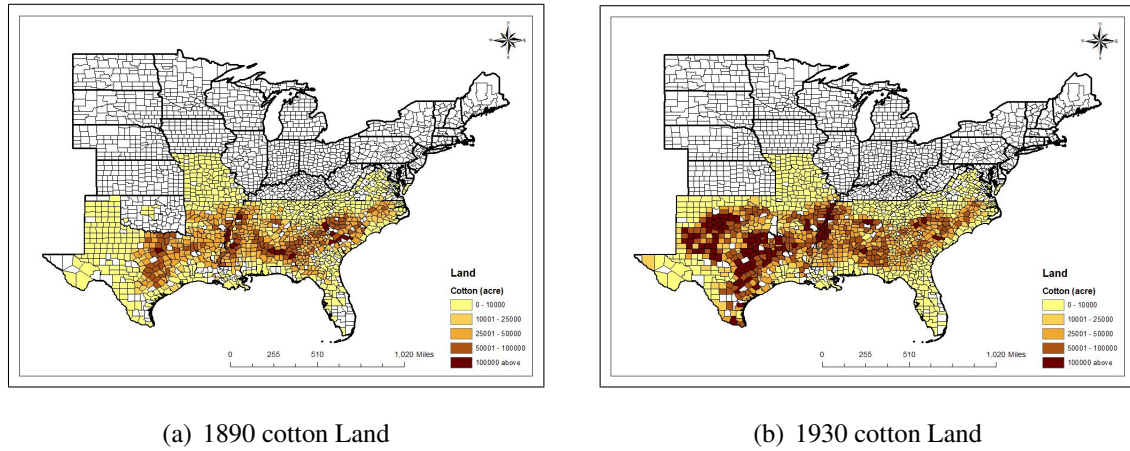 Land
Cotton (acre)
0 - 10000
10001 - 25000
25001 - 50000
50001 - 100000
100000 above
0 255 510 1,020 Miles
(a) 1890 cotton Land
Land
Cotton (acre)
0 - 10000
10001 - 25000
25001 - 50000
50001 - 100000
100000 above
0 255 510 1,020 Miles
(b) 1930 cotton Land